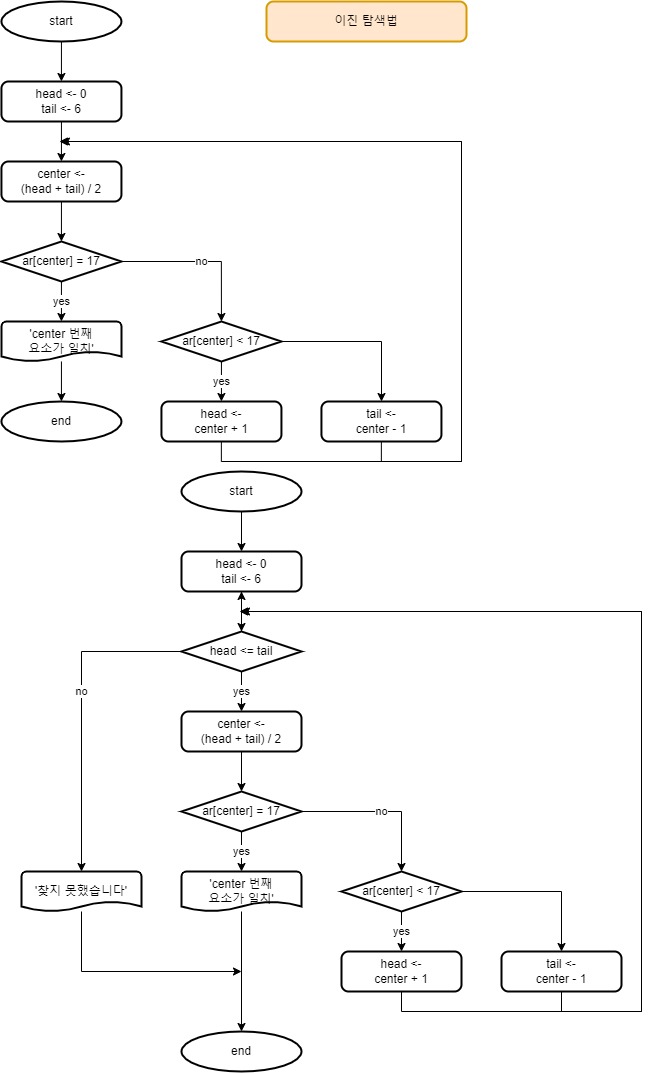 start
이진 탐색법
head <- 0
tail <- 6
center <-
(head + tail) / 2
ar[center] = 17
no
yes
'center 번째
요소가 일치'
ar[center] < 17
yes
head <-
center + 1
tail <-
center - 1
end
start
head <- 0
tail <- 6
head <= tail
no
yes
center <-
(head + tail) / 2
ar[center] = 17
no
yes
'찾지 못했습니다'
'center 번째
요소가 일치'
ar[center] < 17
yes
head <-
center + 1
tail <-
center - 1
end